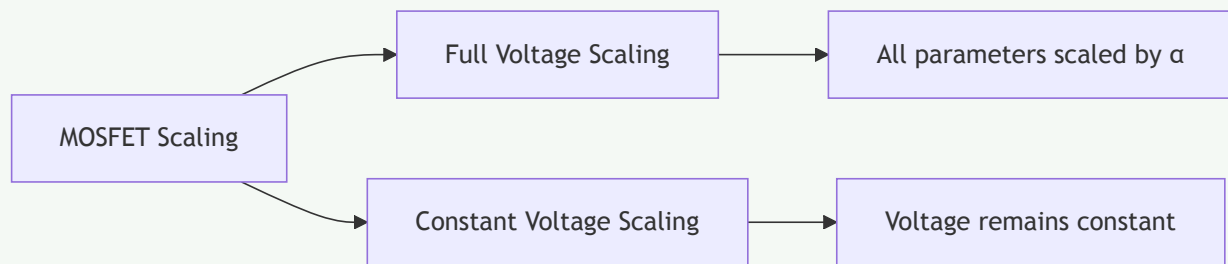 MOSFET Scaling
Full Voltage Scaling
All parameters scaled by α
Constant Voltage Scaling
Voltage remains constant